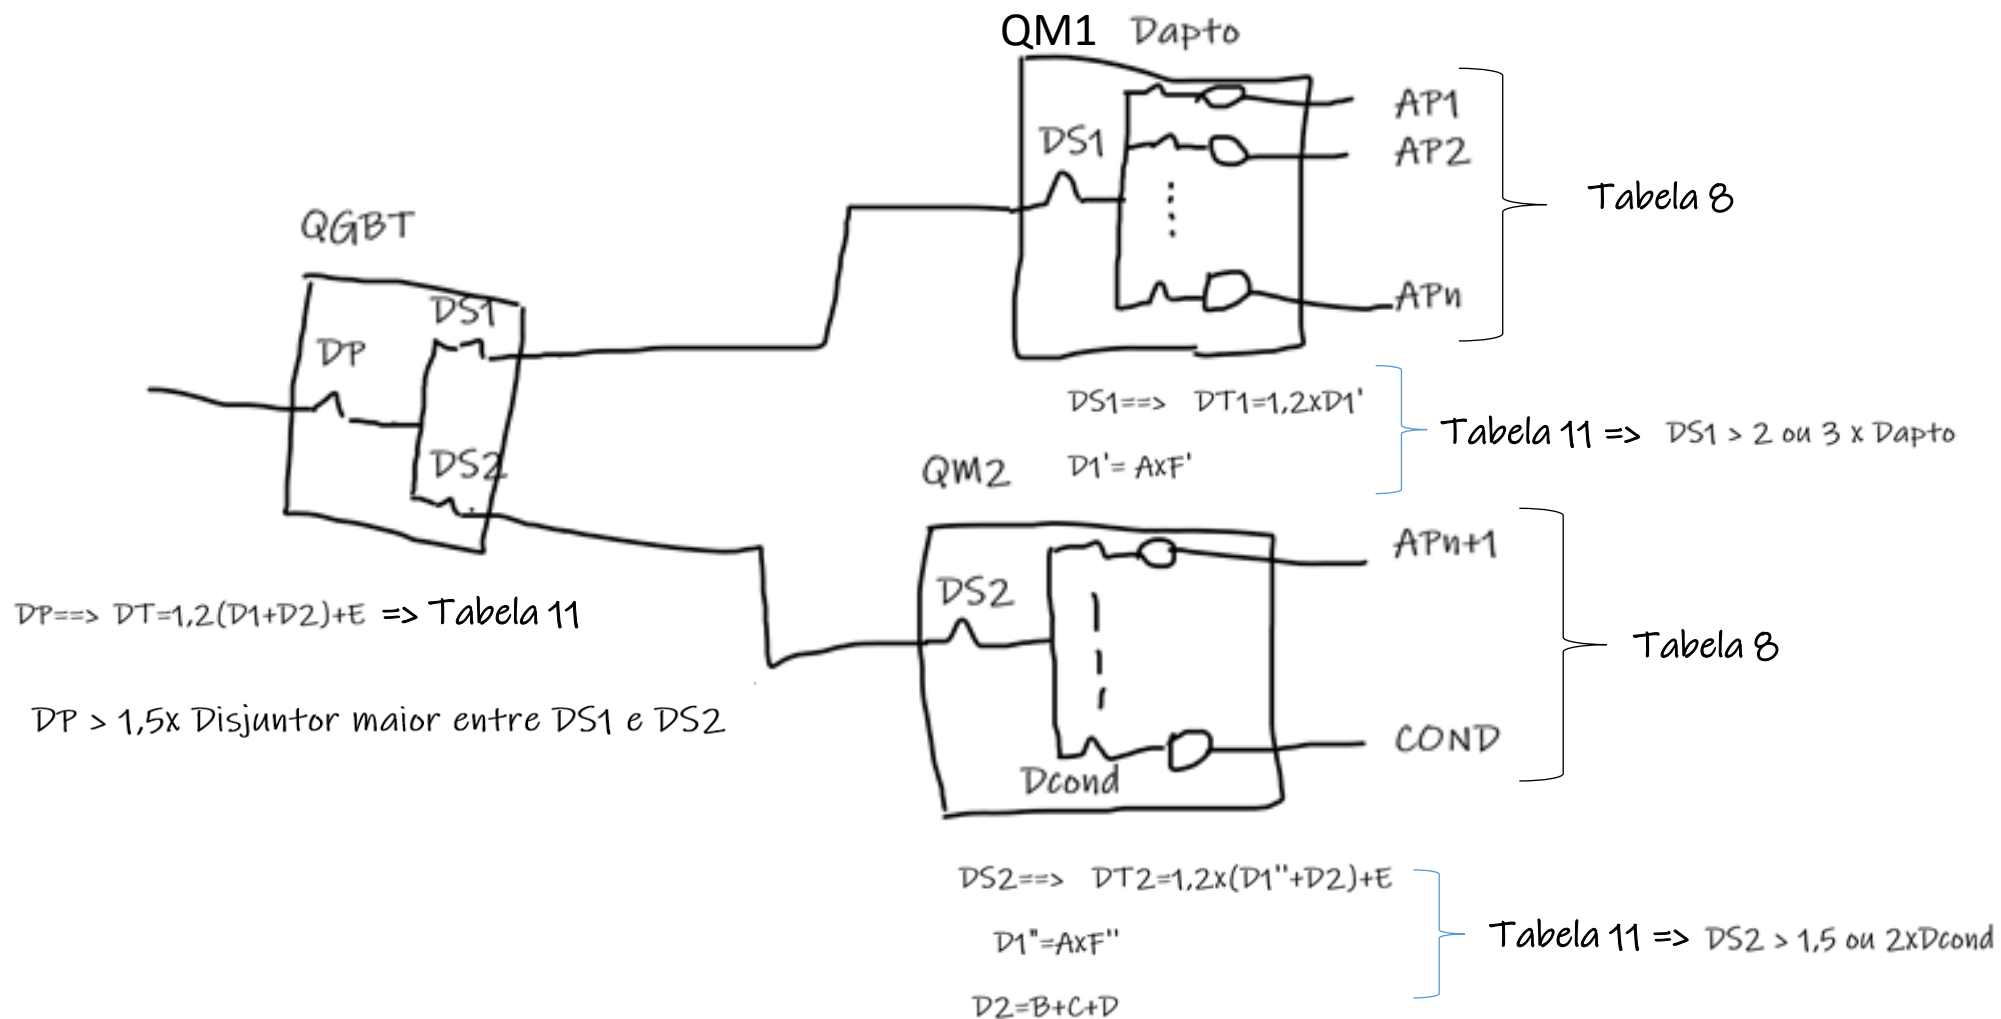 QM1 Dapto
AP1
DS1
AP2
Tabela 8
QGBT
APn
DS1
DP
DS1==> DT1=1,2xD1'
Tabela 11 => DS1 > 2 ou 3 x Dapto
D1'= AxF'
DS2
QM2
APn+1
DS2
DP==> DT=1,2(D1+D2)+E => Tabela 11
Tabela 8
DP > 1,5x Disjuntor maior entre DS1 e DS2
COND
Dcond
DS2==> DT2=1,2x(D1"+D2)+E
D1"=AxF"
Tabela 11 => DS2 > 1,5 ou 2xDcond
D2=B+C+D